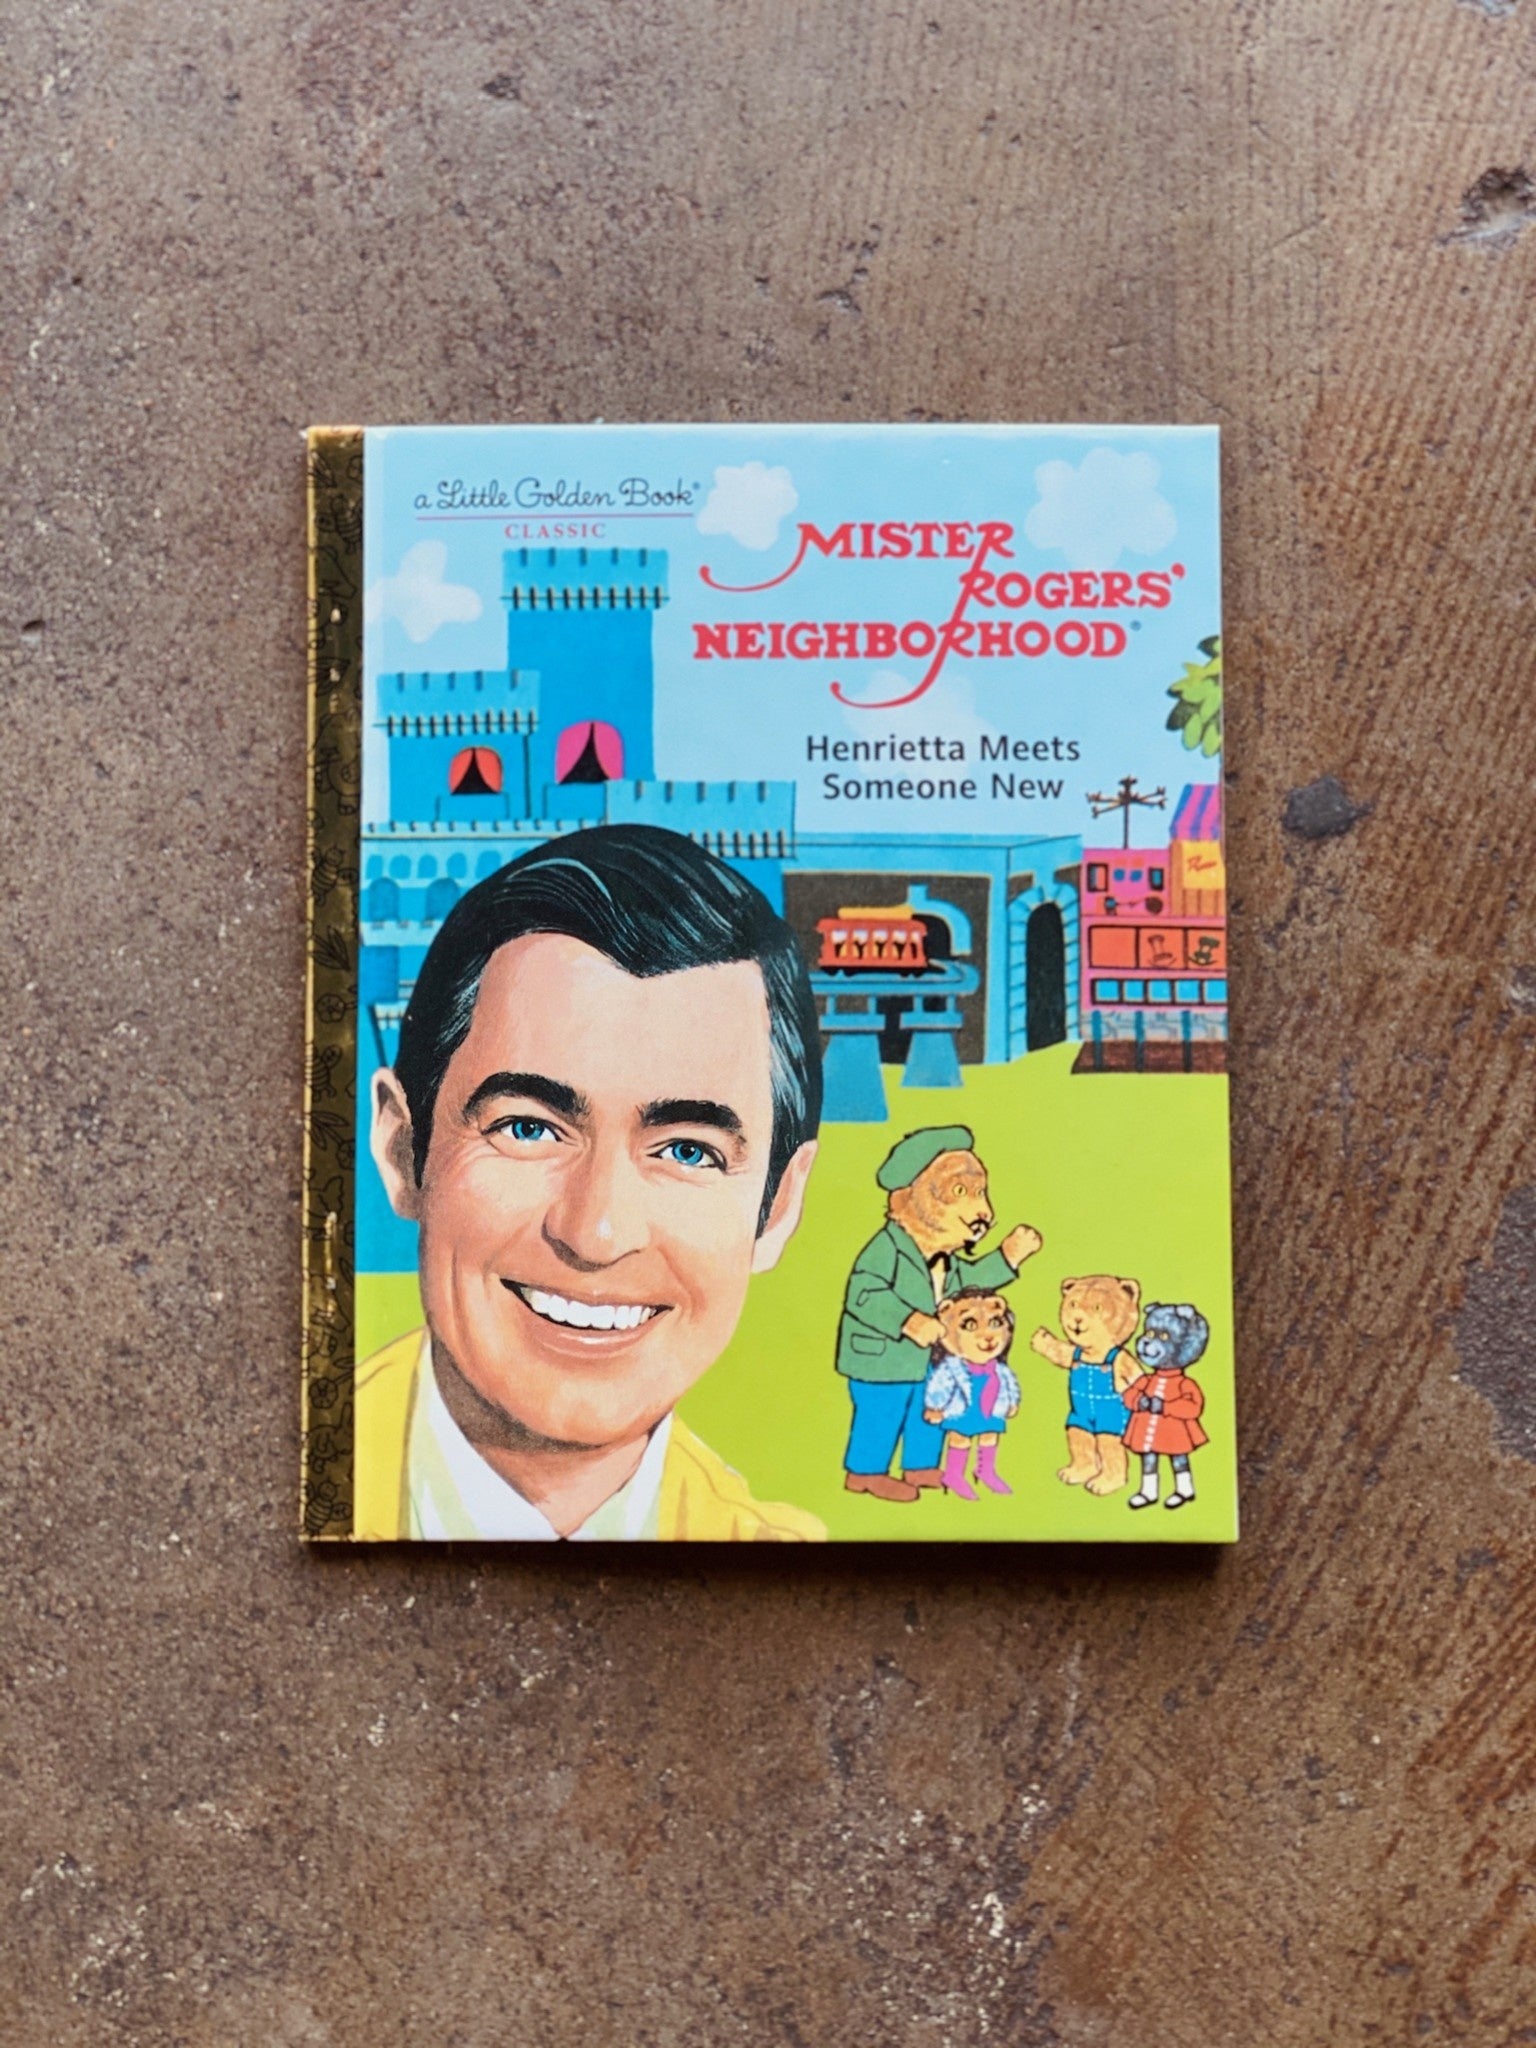 a Little Golden Book®
CLASSIC
MISTER
ROGERS'
NEIGHBORHOOD®
Henrietta Meets
Someone New